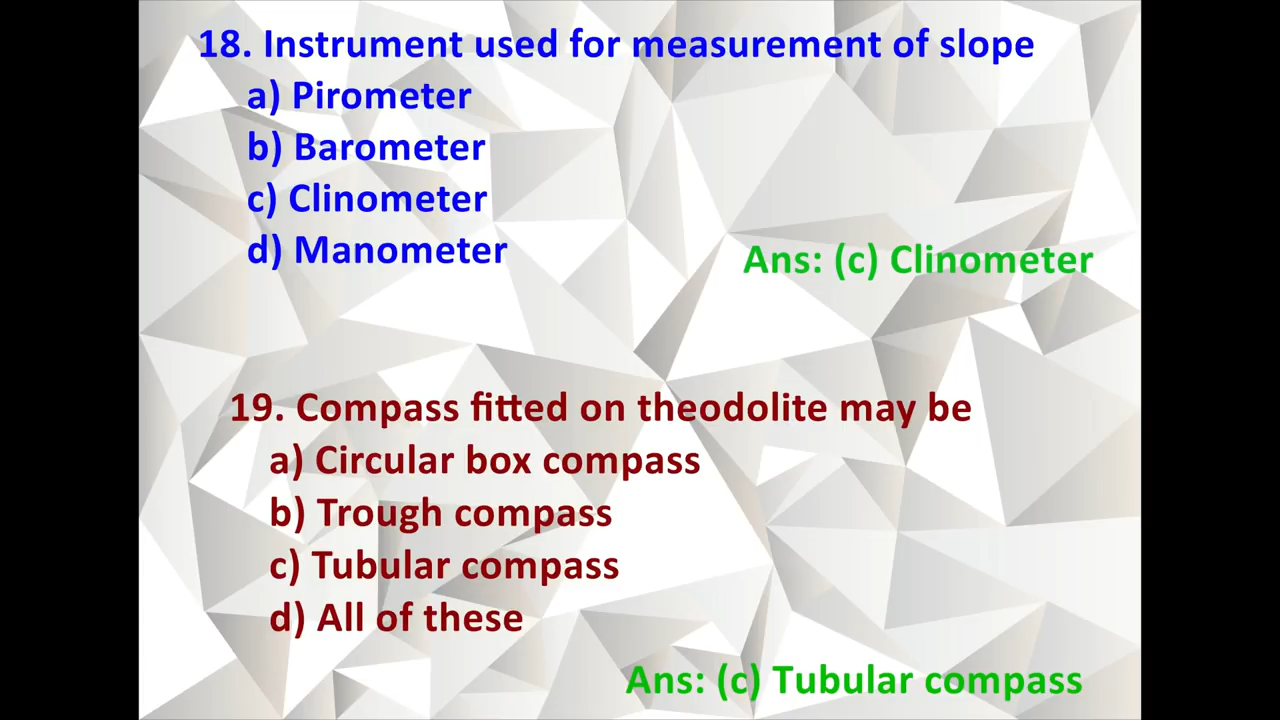 18. Instrument used for measurement of slope
a) Pirometer
b) Barometer
c) Clinometer
d) Manometer
Ans: (c) Clinometer
19. Compass fitted on theodolite may be
a) Circular box compass
b) Trough compass
c) Tubular compass
d) All of these
Ans: (c) Tubular compass